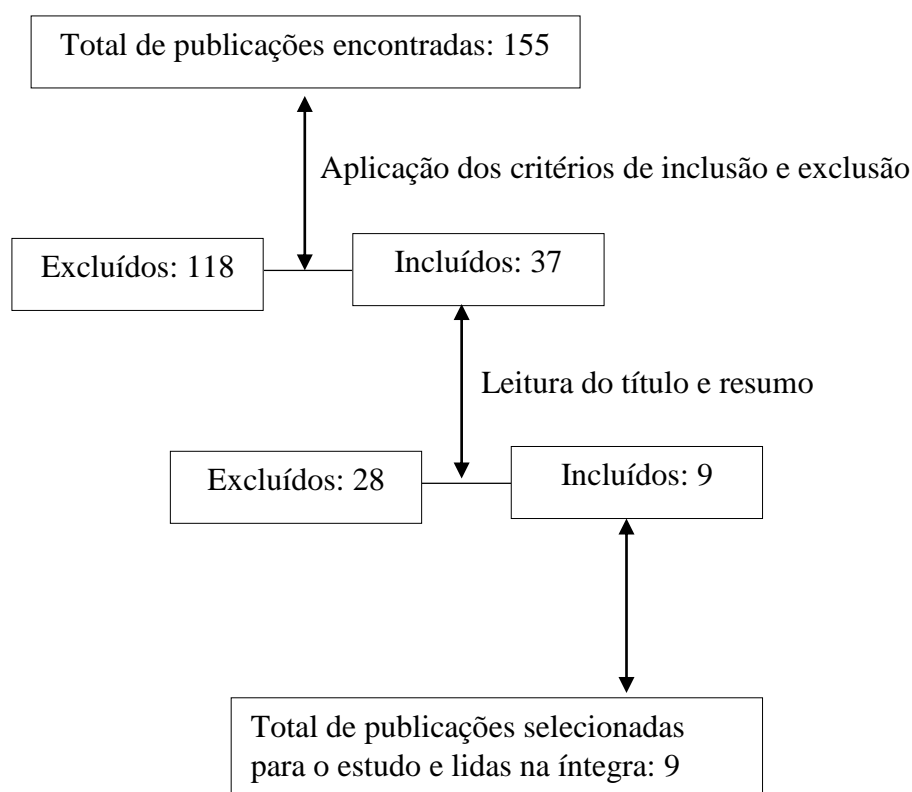 Total de publicações encontradas: 155
Aplicação dos critérios de inclusão e exclusão
Excluídos: 118
Incluídos: 37
Leitura do título e resumo
Excluídos: 28
Incluídos: 9
Total de publicações selecionadas
para o estudo e lidas na íntegra: 9